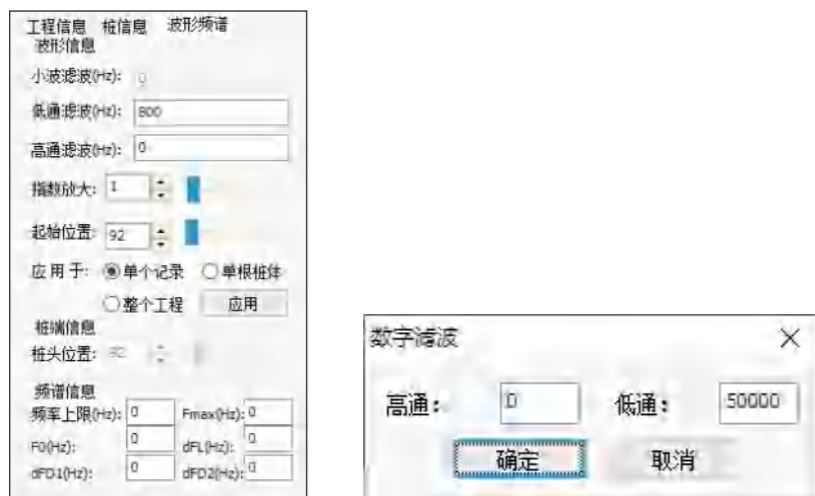 工程信息 桩信息 波形频谱
波形信息
小波滤波(Hz): 0
低通滤波(Hz): 800
高通滤波(Hz): 0
指数放大: 1
起始位置: 92
应用于: 单个记录 单根桩体
整个工程 应用
桩端信息
桩头位置: 92
频谱信息
频率上限(Hz): 0 Fmax(Hz): 0
F0(Hz): 0 dFL(Hz): 0
dFD1(Hz): 0 dFD2(Hz): 0
数字滤波
高通: 0 低通: 50000
确定 取消